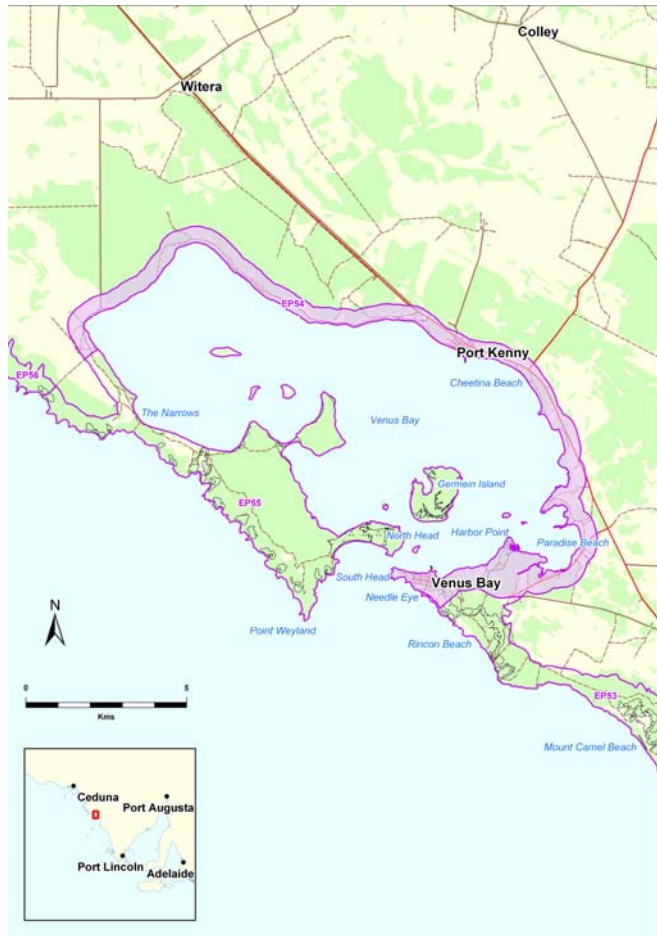 Colley
Witera
EP54
Port Kenny
EP56
Cheetina Beach
The Narrows
Venus Bay
Germein Island
EP55
Harbor Point
North Head
Paradise Beach
South Head
Venus Bay
Needle Eye
N
Point Weyland
Rincon Beach
0 5
Kms
EP53
Mount Camel Beach
Ceduna
Port Augusta
Port Lincoln
Adelaide